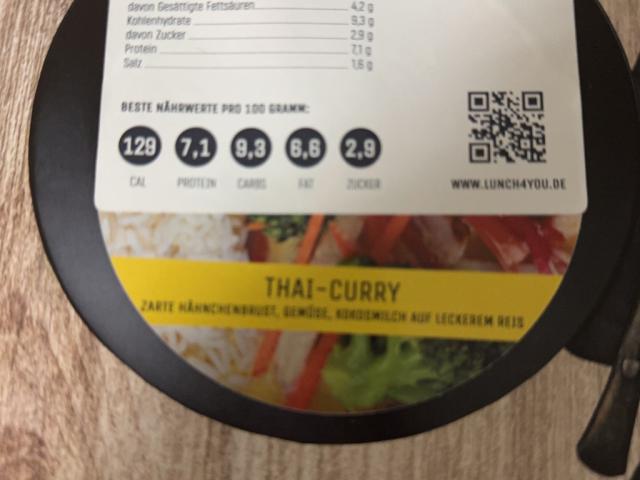 davon Gesättigte Fettsäuren 4,2 g
Kohlenhydrate 9,3 g
davon Zucker 2,9 g
Protein 7,1 g
Salz 1,6 g
BESTE NÄHRWERTE PRO 100 GRAMM:
129 7,1 9,3 6,6 2,9
CAL PROTEIN CARBS FAT ZUCKER
WWW.LUNCH4YOU.DE
THAI-CURRY
ZARTE HÄHNCHENBRUST, GEMÜSE, KOKOSMILCH AUF LECKEREM REIS